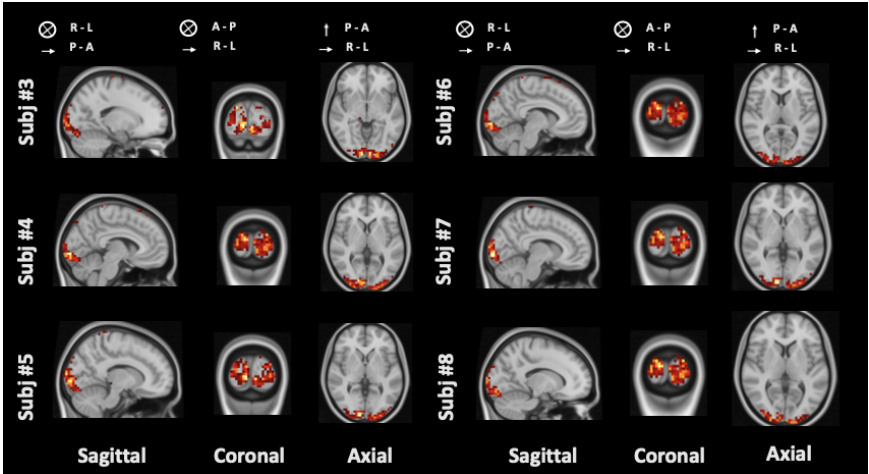 R - L A - P P - A R - L A - P P - A
P - A R - L R - L P - A R - L R - L
Subj #3 Subj #6
Subj #4 Subj #7
Subj #5 Subj #8
Sagittal Coronal Axial Sagittal Coronal Axial